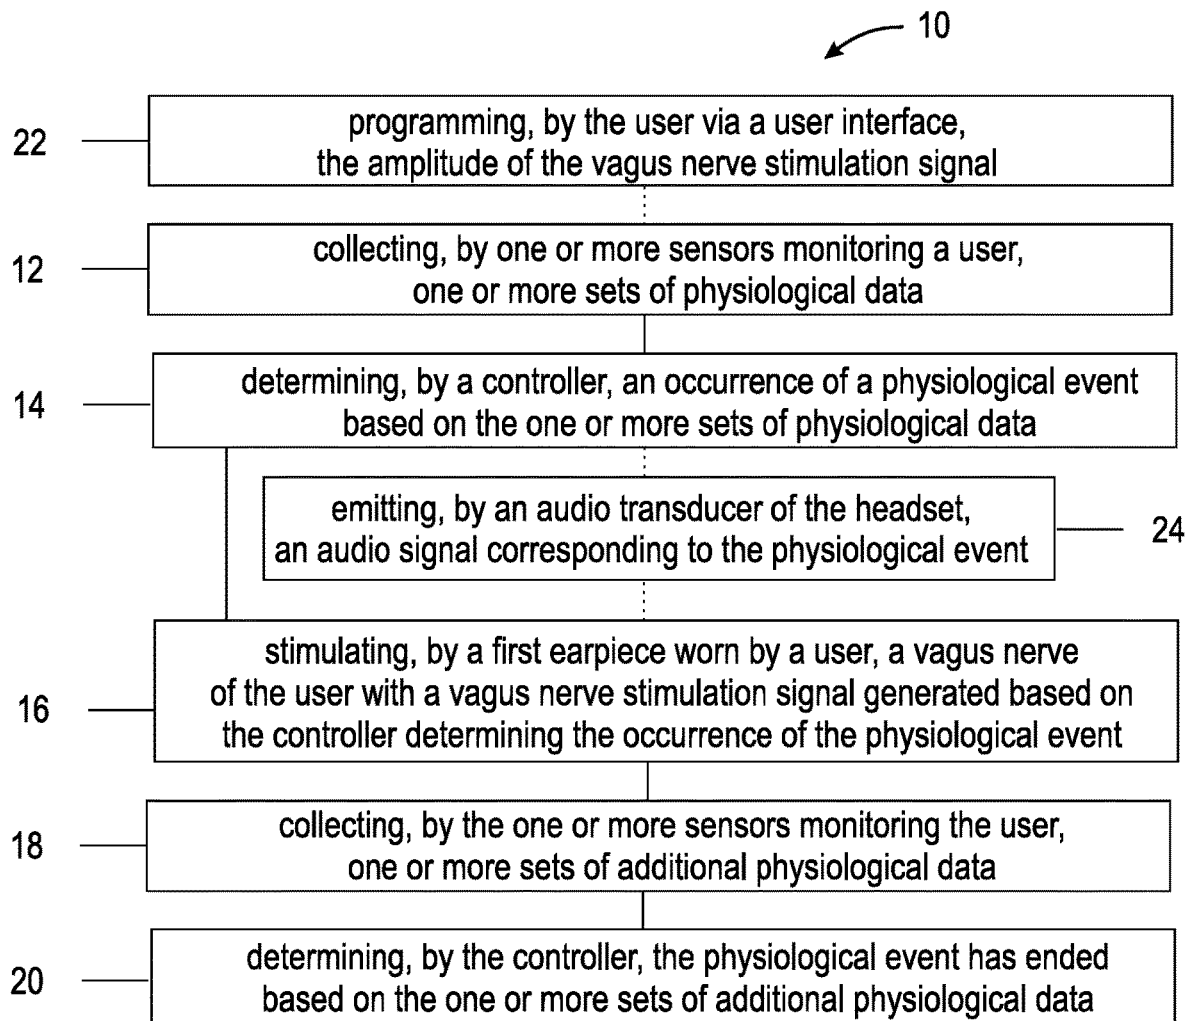 10
22
programming, by the user via a user interface,
the amplitude of the vagus nerve stimulation signal
12
collecting, by one or more sensors monitoring a user,
one or more sets of physiological data
14
determining, by a controller, an occurrence of a physiological event
based on the one or more sets of physiological data
emitting, by an audio transducer of the headset,
an audio signal corresponding to the physiological event
24
16
stimulating, by a first earpiece worn by a user, a vagus nerve
of the user with a vagus nerve stimulation signal generated based on
the controller determining the occurrence of the physiological event
18
collecting, by the one or more sensors monitoring the user,
one or more sets of additional physiological data
20
determining, by the controller, the physiological event has ended
based on the one or more sets of additional physiological data